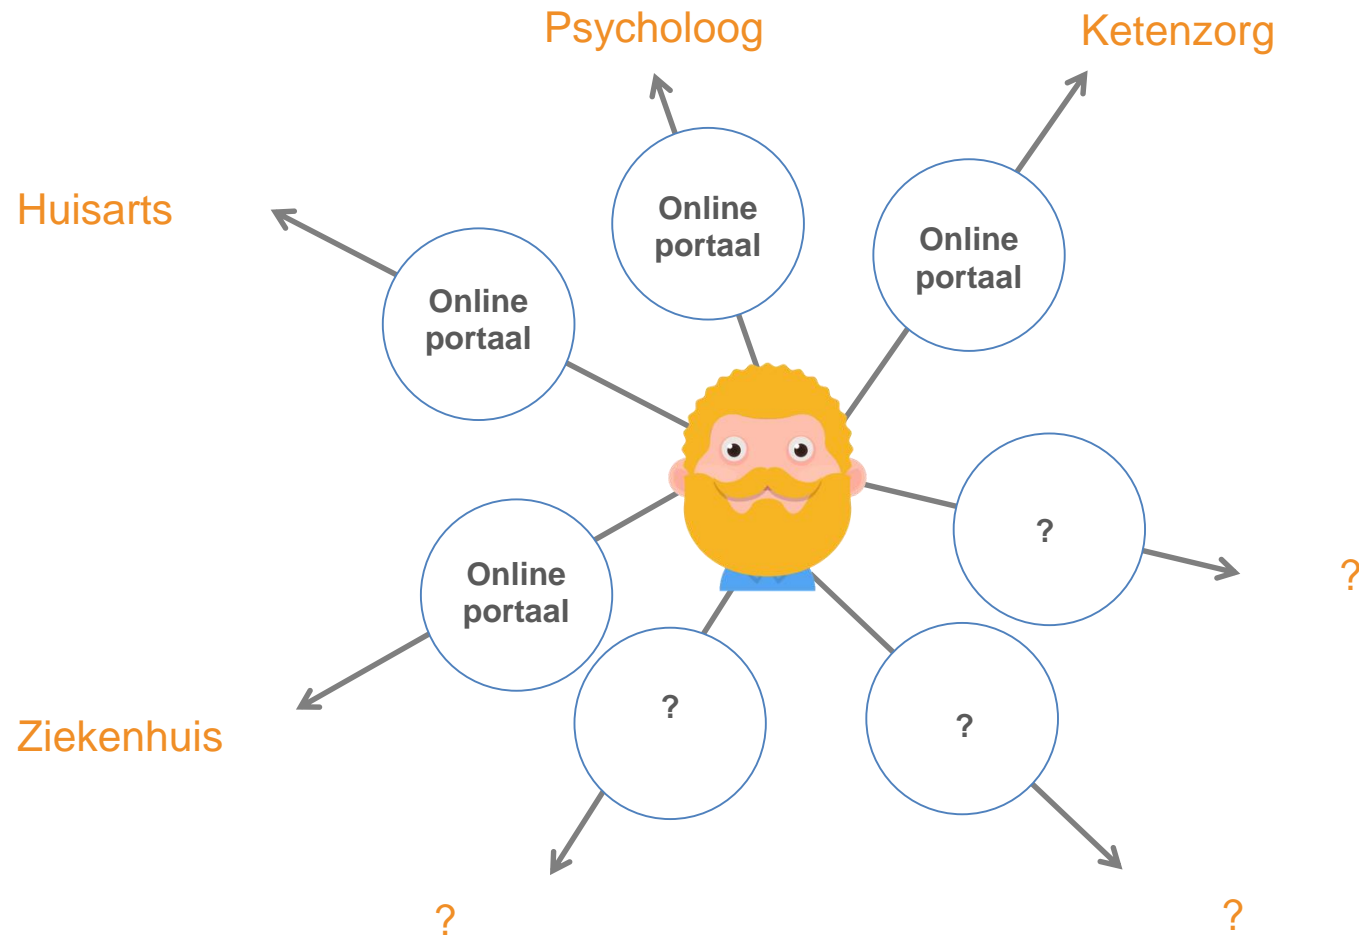 Psycholoog
Ketenzorg
Huisarts
Online
portaal
Online
portaal
Online
portaal
?
?
Online
portaal
?
?
Ziekenhuis
?
?